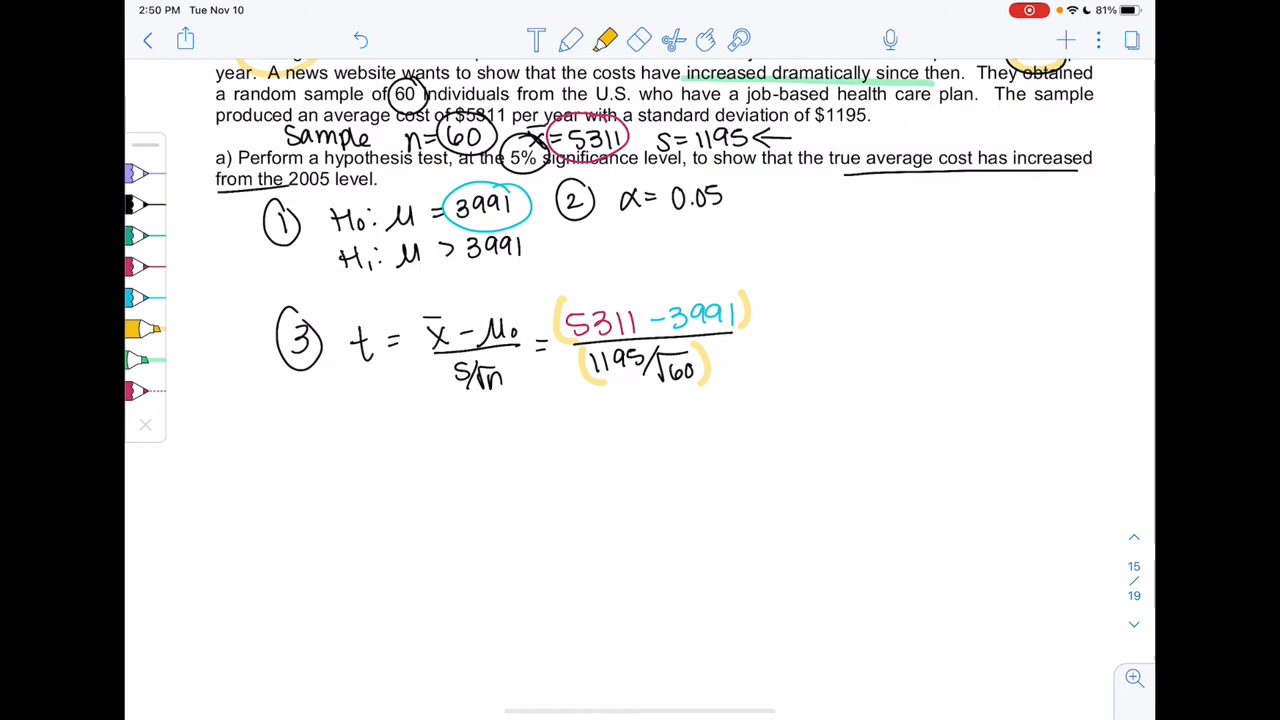 2:50 PM Tue Nov 10
81%
year. A news website wants to show that the costs have increased dramatically since then. They obtained
a random sample of 60 individuals from the U.S. who have a job-based health care plan. The sample
produced an average cost of $5311 per year with a standard deviation of $1195.
Sample n=60 x̄=5311 s=1195 ←
a) Perform a hypothesis test, at the 5% significance level, to show that the true average cost has increased
from the 2005 level.
① H₀: μ = 3991 ② α = 0.05
H₁: μ > 3991
③ t = (x̄ - μ₀)/(s/√n) = (5311 - 3991)/(1195/√60)
15
/
19